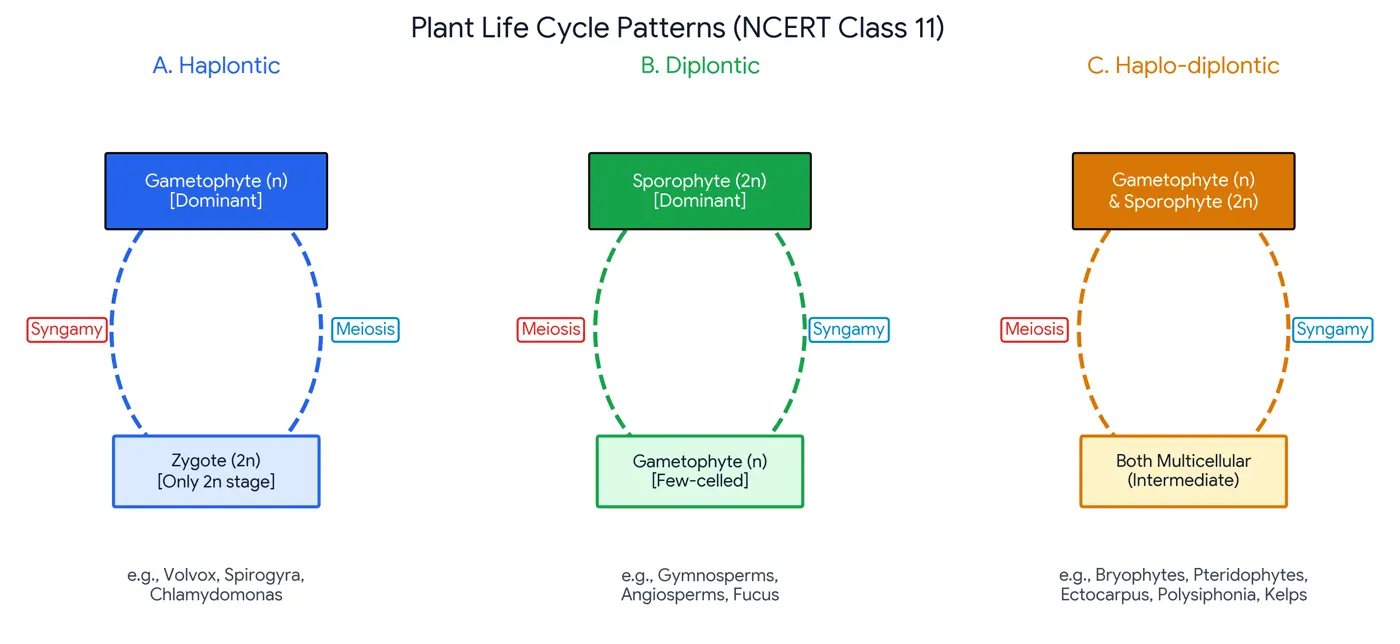 Plant Life Cycle Patterns (NCERT Class 11)
A. Haplontic
Gametophyte (n)
[Dominant]
Syngamy
Meiosis
Zygote (2n)
[Only 2n stage]
e.g., Volvox, Spirogyra,
Chlamydomonas
B. Diplontic
Sporophyte (2n)
[Dominant]
Meiosis
Syngamy
Gametophyte (n)
[Few-celled]
e.g., Gymnosperms,
Angiosperms, Fucus
C. Haplo-diplontic
Gametophyte (n)
& Sporophyte (2n)
Meiosis
Syngamy
Both Multicellular
(Intermediate)
e.g., Bryophytes, Pteridophytes,
Ectocarpus, Polysiphonia, Kelps